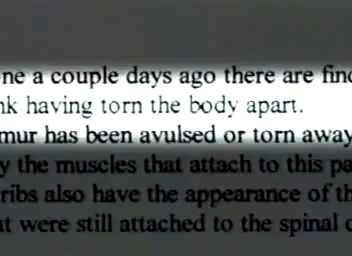 ne a couple days ago there are find
nk having torn the body apart.
mur has been avulsed or torn away
y the muscles that attach to this pa
ribs also have the appearance of th
t were still attached to the spinal c